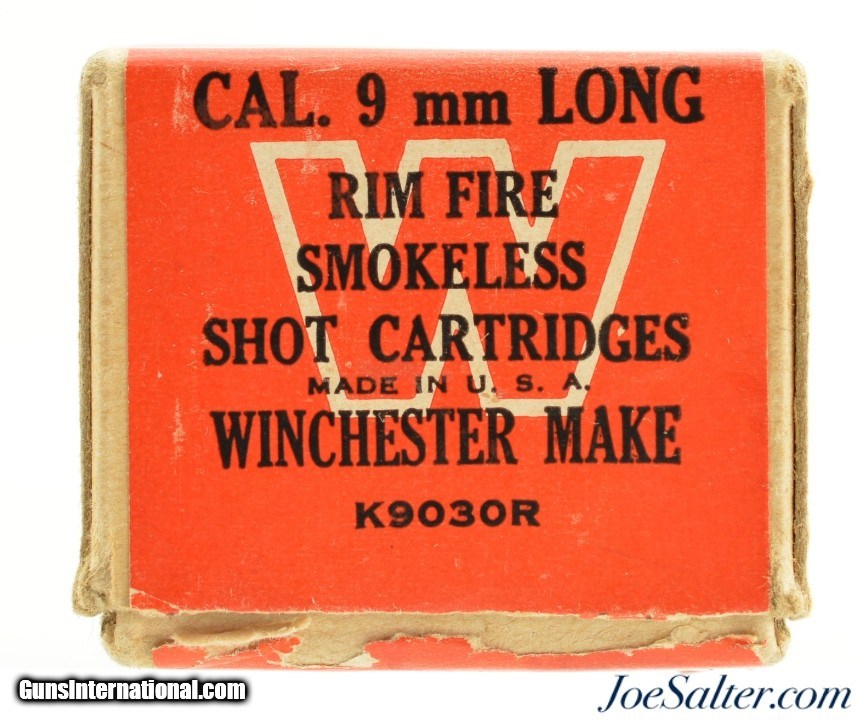 CAL. 9 mm LONG
W
RIM FIRE
SMOKELESS
SHOT CARTRIDGES
MADE IN U. S. A.
WINCHESTER MAKE
K9030R
GunsInternational.com
JoeSalter.com